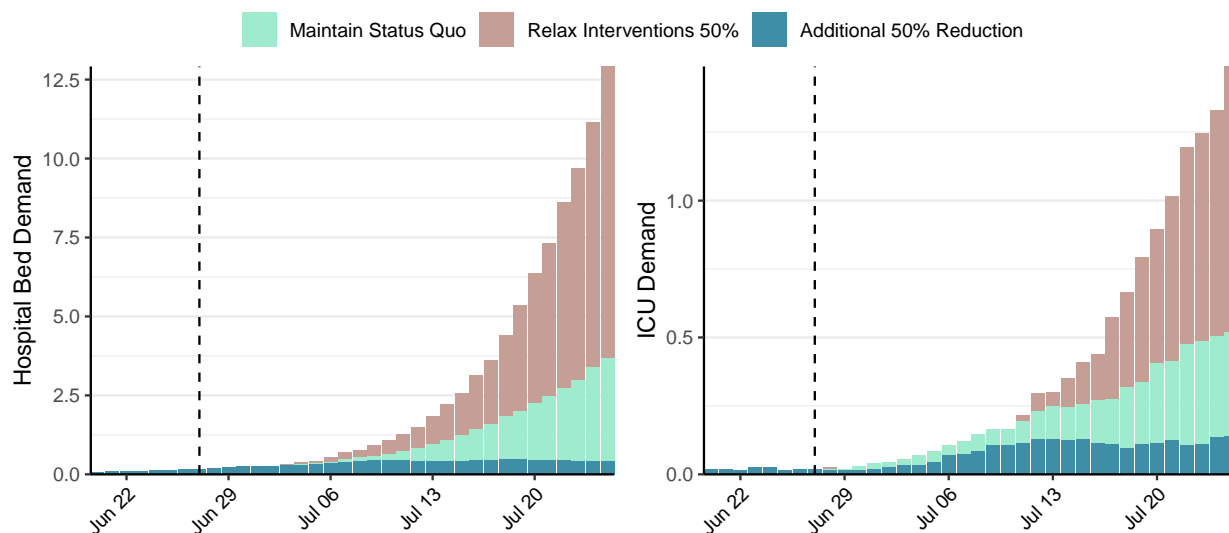 Maintain Status Quo Relax Interventions 50% Additional 50% Reduction
Hospital Bed Demand
12.5
10.0
7.5
5.0
2.5
0.0
Jun 22 Jun 29 Jul 06 Jul 13 Jul 20
ICU Demand
1.0
0.5
0.0
Jun 22 Jun 29 Jul 06 Jul 13 Jul 20